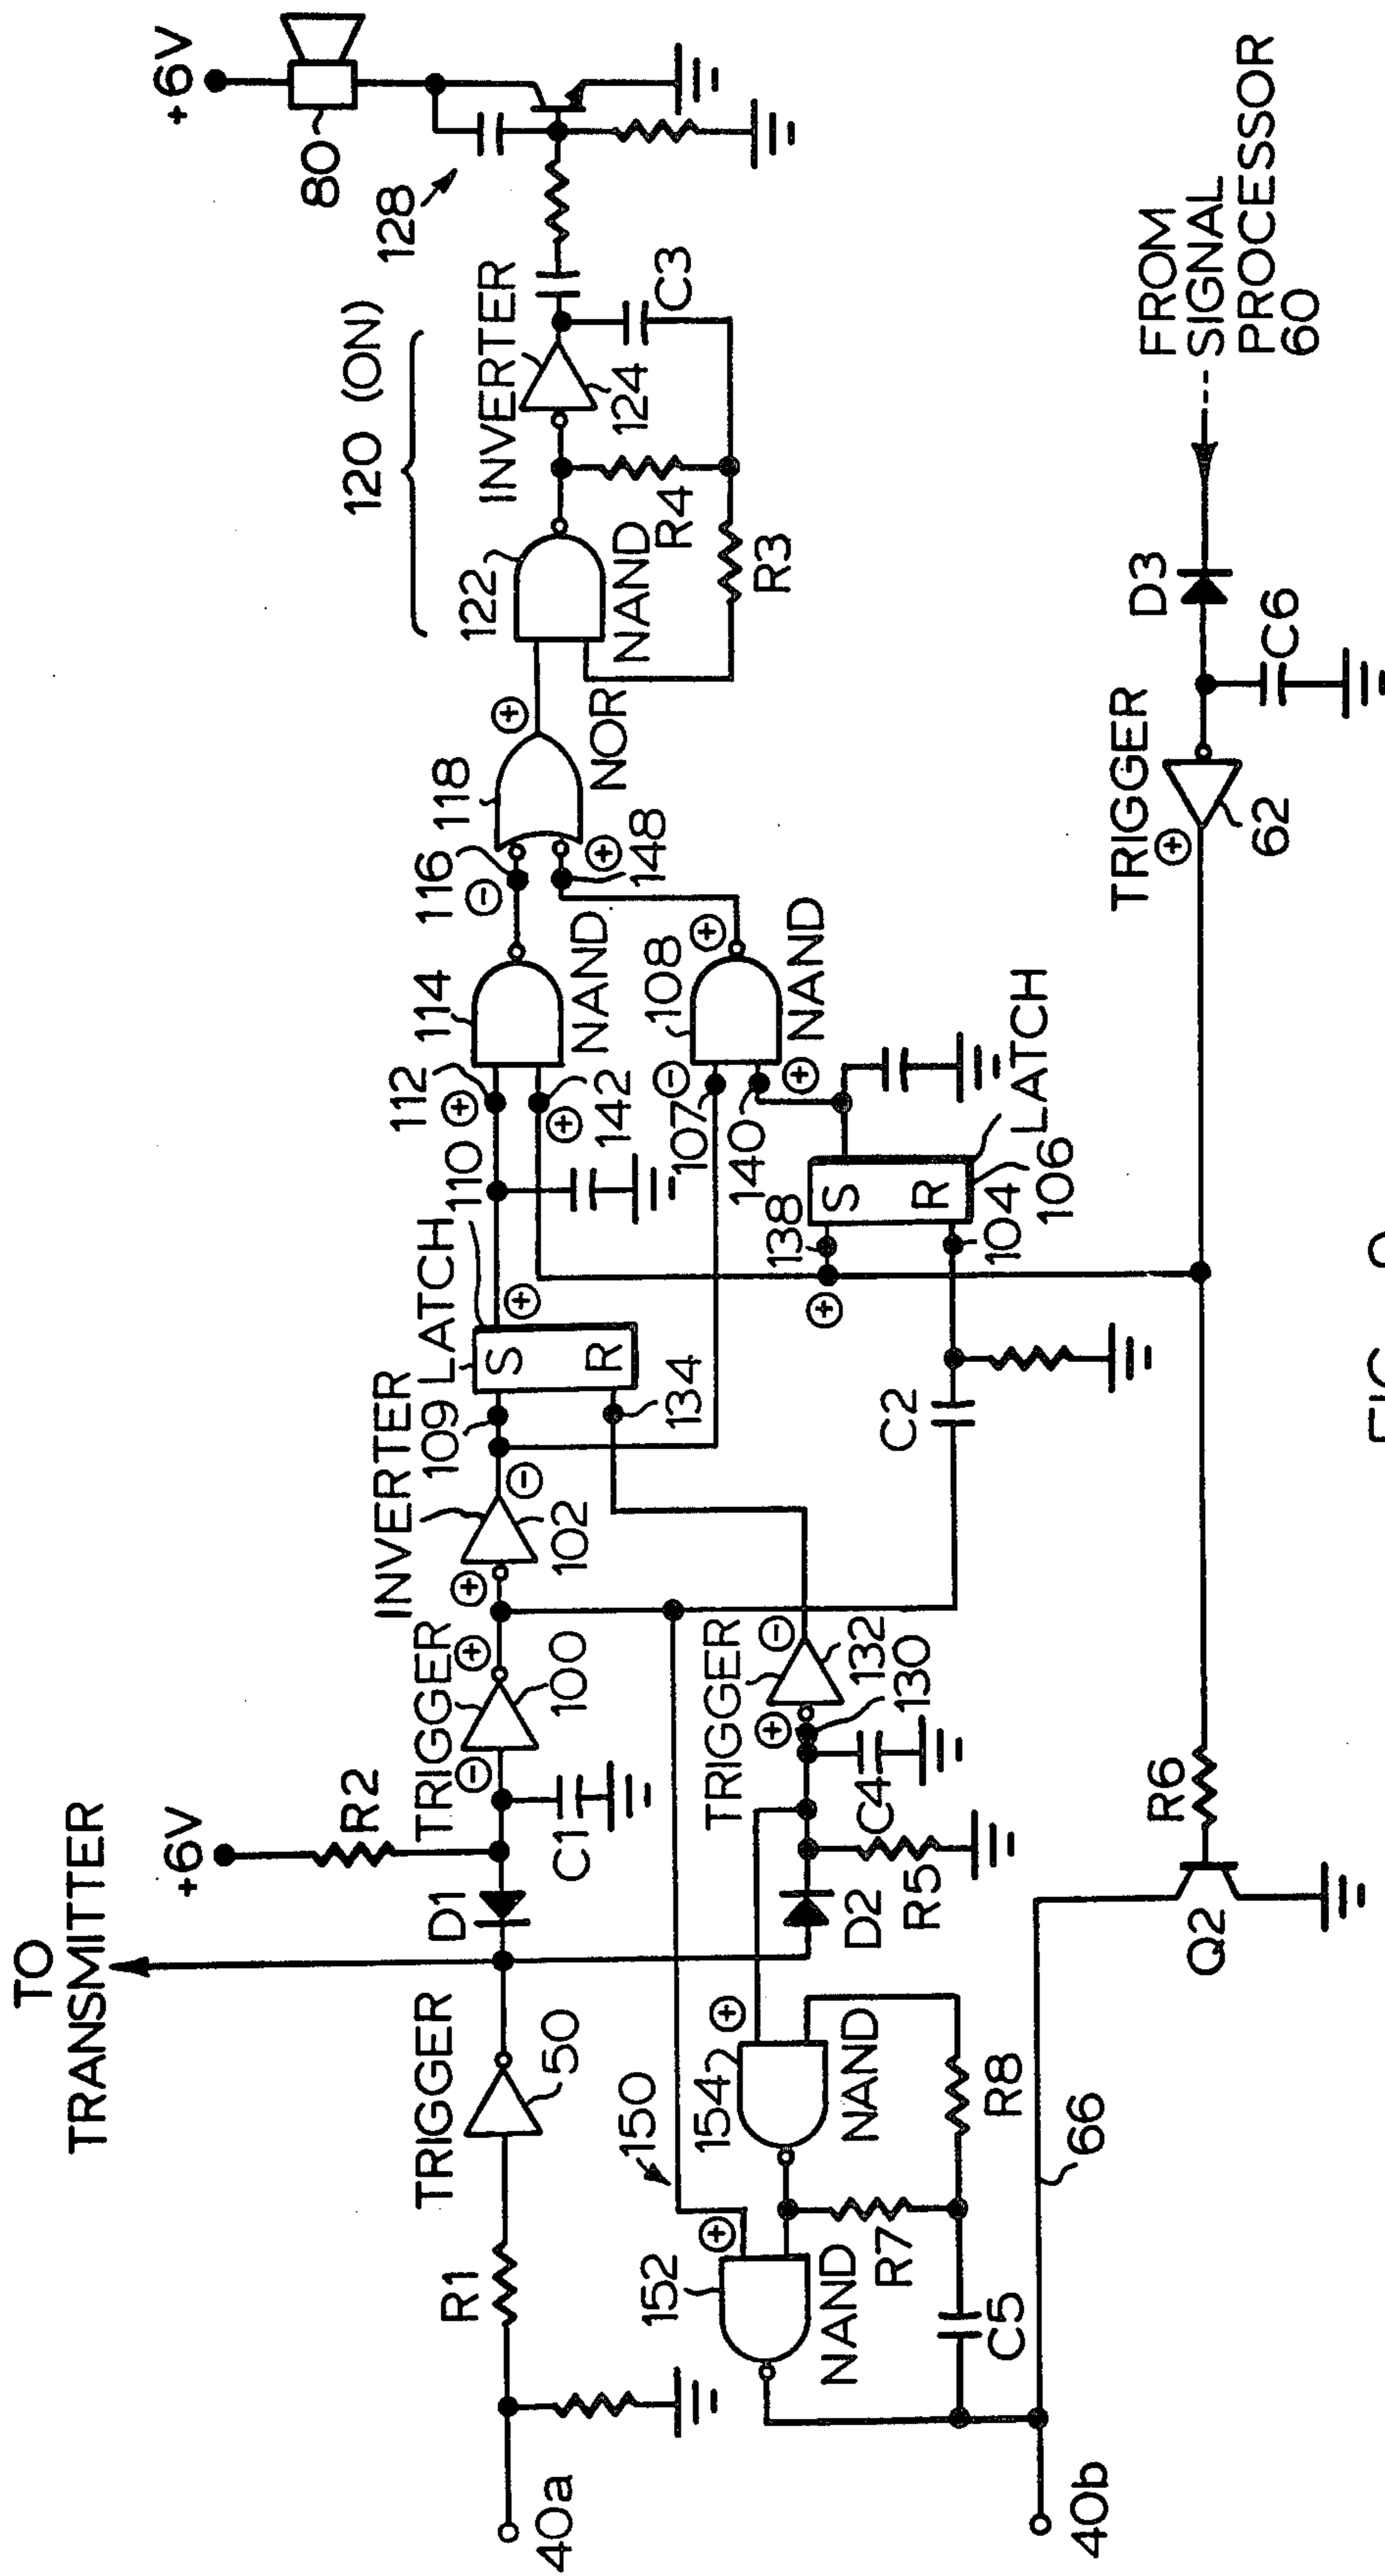 TO
TRANSMITTER
+6V
R2
D1
TRIGGER
50
R1
40a
TRIGGER
100
C1
INVERTER
102
109
LATCH
110
S
R
134
112
114
142
NAND
116
118
148
NOR
120 (ON)
122
NAND
INVERTER
124
R4
R3
C3
128
80
+6V
107
108
140
NAND
138
S
R
LATCH
104
106
C2
TRIGGER
132
130
C4
R5
D2
150
154
NAND
152
NAND
R7
R8
C5
66
40b
Q2
R6
TRIGGER
62
D3
C6
FROM
SIGNAL
PROCESSOR
60
FIG